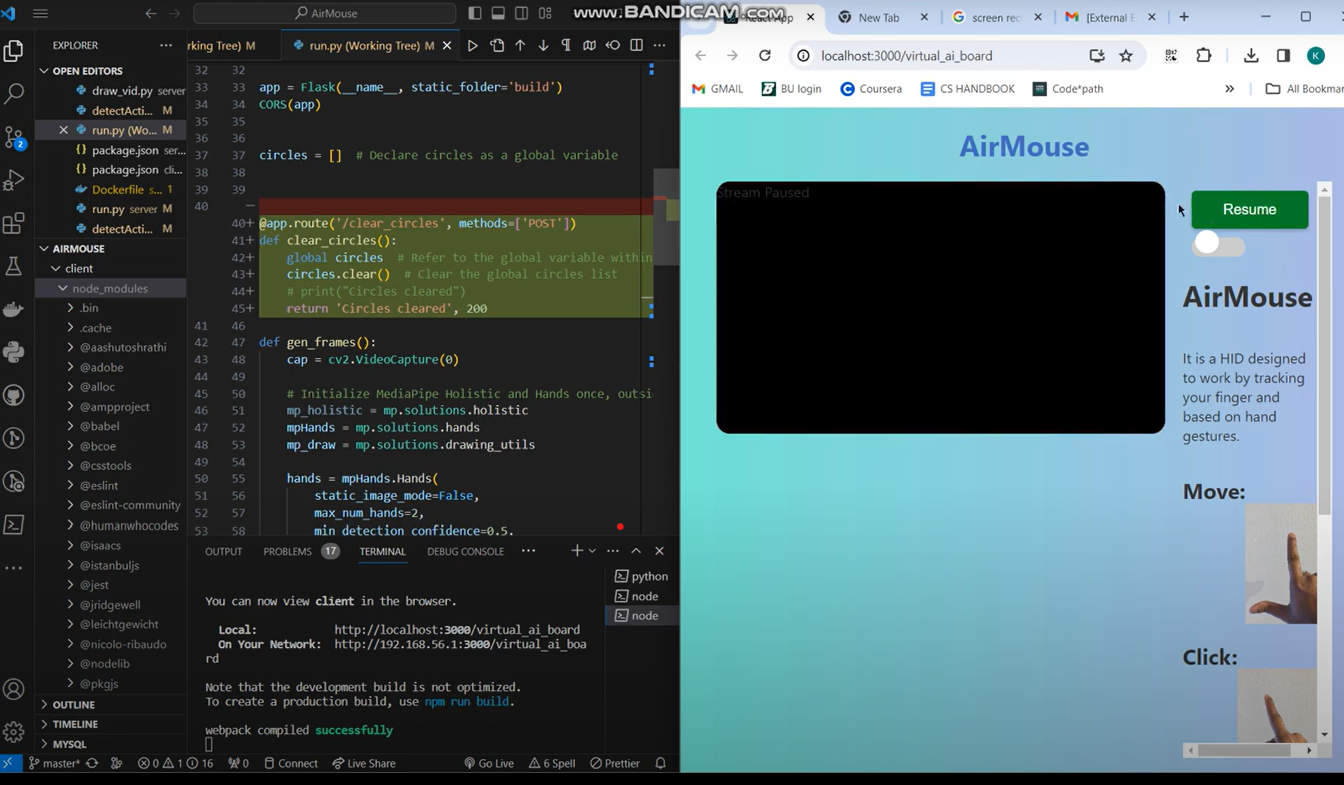 AirMouse
www.BANDICAM.com
EXPLORER
OPEN EDITORS
draw_vid.py server
detectActi... M
run.py (Wo... M
package.json ser...
package.json cli...
Dockerfile s... 1
run.py server M
detectActi... M
AIRMOUSE
client
node_modules
.bin
.cache
@aashutoshrathi
@adobe
@alloc
@ampproject
@babel
@bcoe
@csstools
@eslint
@eslint-community
@humanwhocodes
@isaacs
@istanbuljs
@jest
@jridgewell
@leichtgewicht
@nicolo-ribaudo
@nodelib
@pkgjs
OUTLINE
TIMELINE
MYSQL
rking Tree) M
run.py (Working Tree) M
32 32
33 33 app = Flask(__name__, static_folder='build')
34 34 CORS(app)
35 35
36 36
37 37 circles = [] # Declare circles as a global variable
38 38
39 39
40 —
40+ @app.route('/clear_circles', methods=['POST'])
41+ def clear_circles():
42+ global circles # Refer to the global variable within
43+ circles.clear() # Clear the global circles list
44+ # print("Circles cleared")
45+ return 'Circles cleared', 200
41 46
42 47 def gen_frames():
43 48 cap = cv2.VideoCapture(0)
44 49
45 50 # Initialize MediaPipe Holistic and Hands once, outsi
46 51 mp_holistic = mp.solutions.holistic
47 52 mpHands = mp.solutions.hands
48 53 mp_draw = mp.solutions.drawing_utils
49 54
50 55 hands = mpHands.Hands(
51 56 static_image_mode=False,
52 57 max_num_hands=2,
53 58 min_detection_confidence=0.5,
OUTPUT PROBLEMS 17 TERMINAL DEBUG CONSOLE
You can now view client in the browser.
Local: http://localhost:3000/virtual_ai_board
On Your Network: http://192.168.56.1:3000/virtual_ai_boa
rd
Note that the development build is not optimized.
To create a production build, use npm run build.
webpack compiled successfully
python
node
node
2
master* 0 1 16 0 Connect Live Share Go Live 6 Spell Prettier
React App
New Tab
screen rec
[External E
localhost:3000/virtual_ai_board
K
GMAIL BU login Coursera CS HANDBOOK Code*path » All Bookmar
AirMouse
Stream Paused
Resume
AirMouse
It is a HID designed
to work by tracking
your finger and
based on hand
gestures.
Move:
Click: